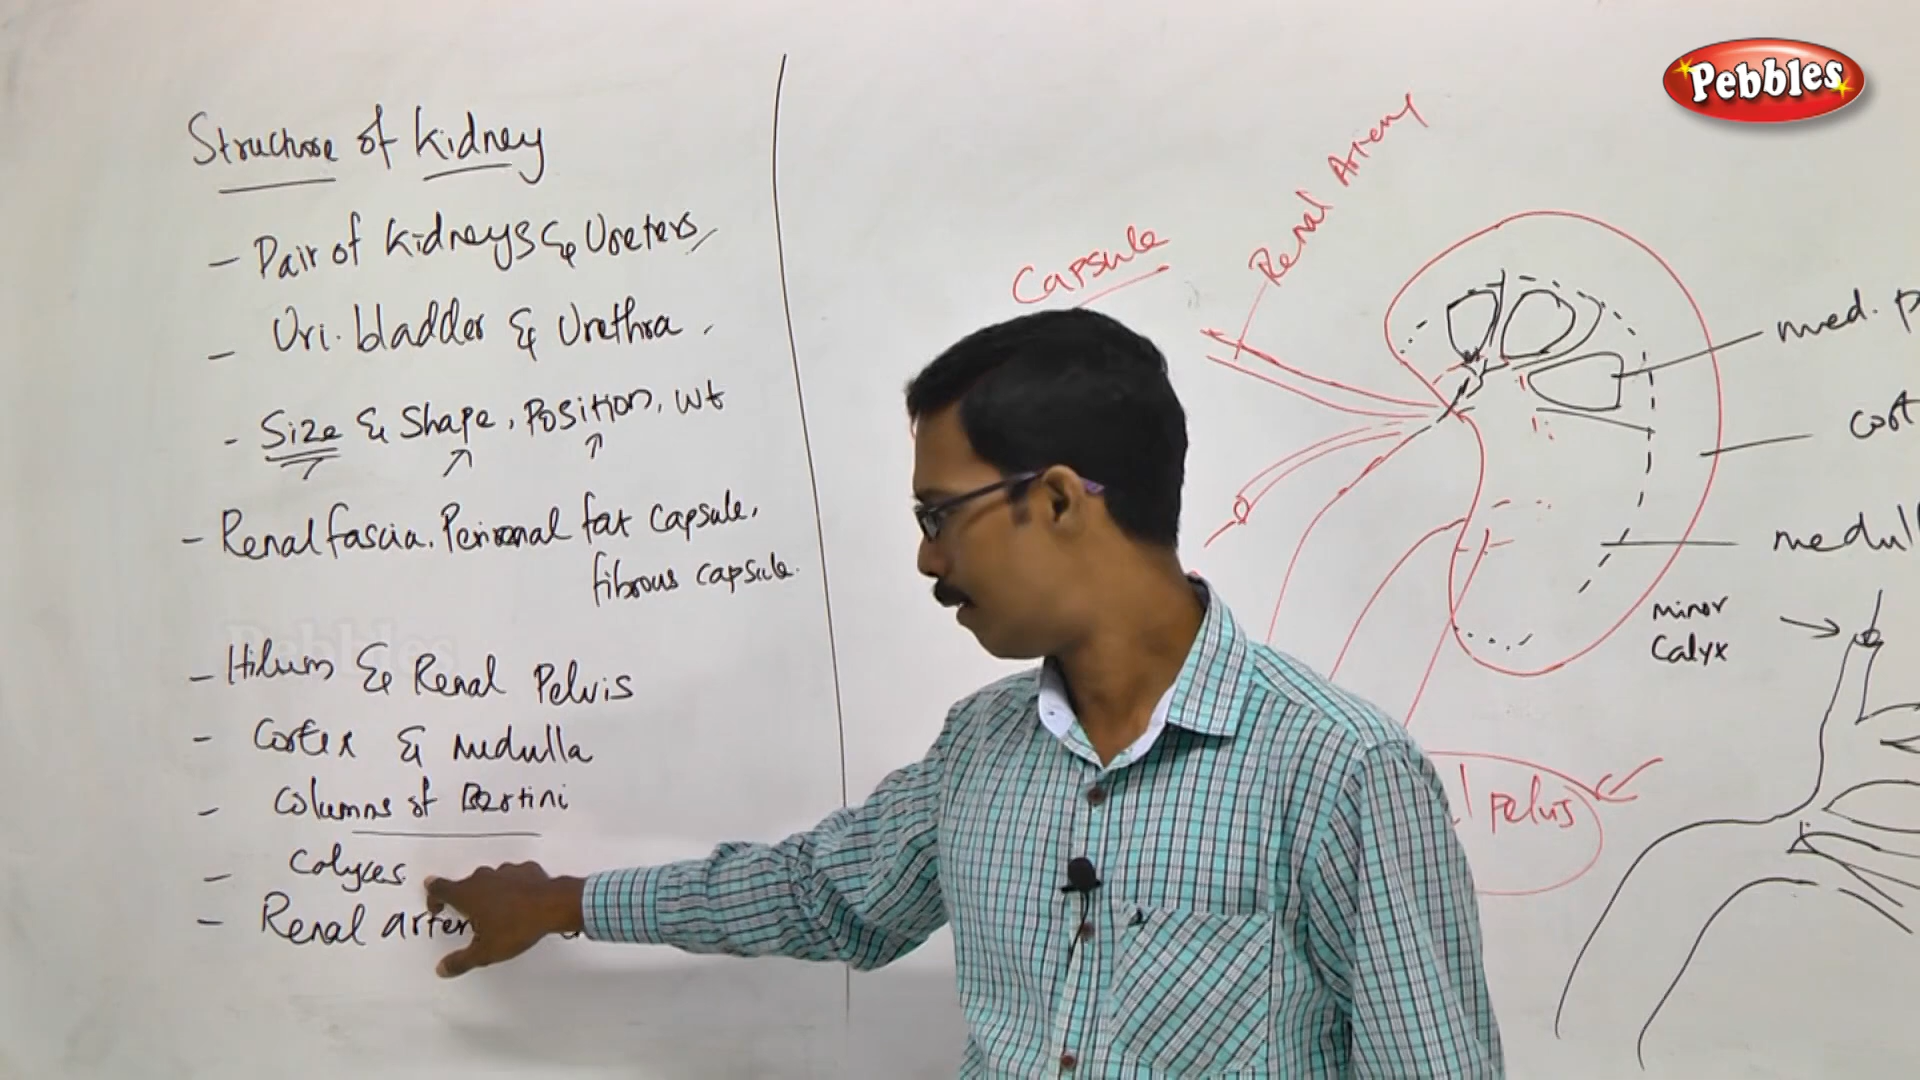 Structure of Kidney
- Pair of Kidneys & Ureters,
- Uri. bladder & Urethra,
- Size & Shape, Position, wt
- Renal fascia. Perirenal fat capsule,
fibrous capsule.
- Hilum & Renal Pelvis
- Cortex & medulla
- Columns of Bertini
- Calyces
- Renal arter
Pebbles
Pebbles
Capsule
Renal Artery
med. P
cort
medull
minor
Calyx
l Pelvis